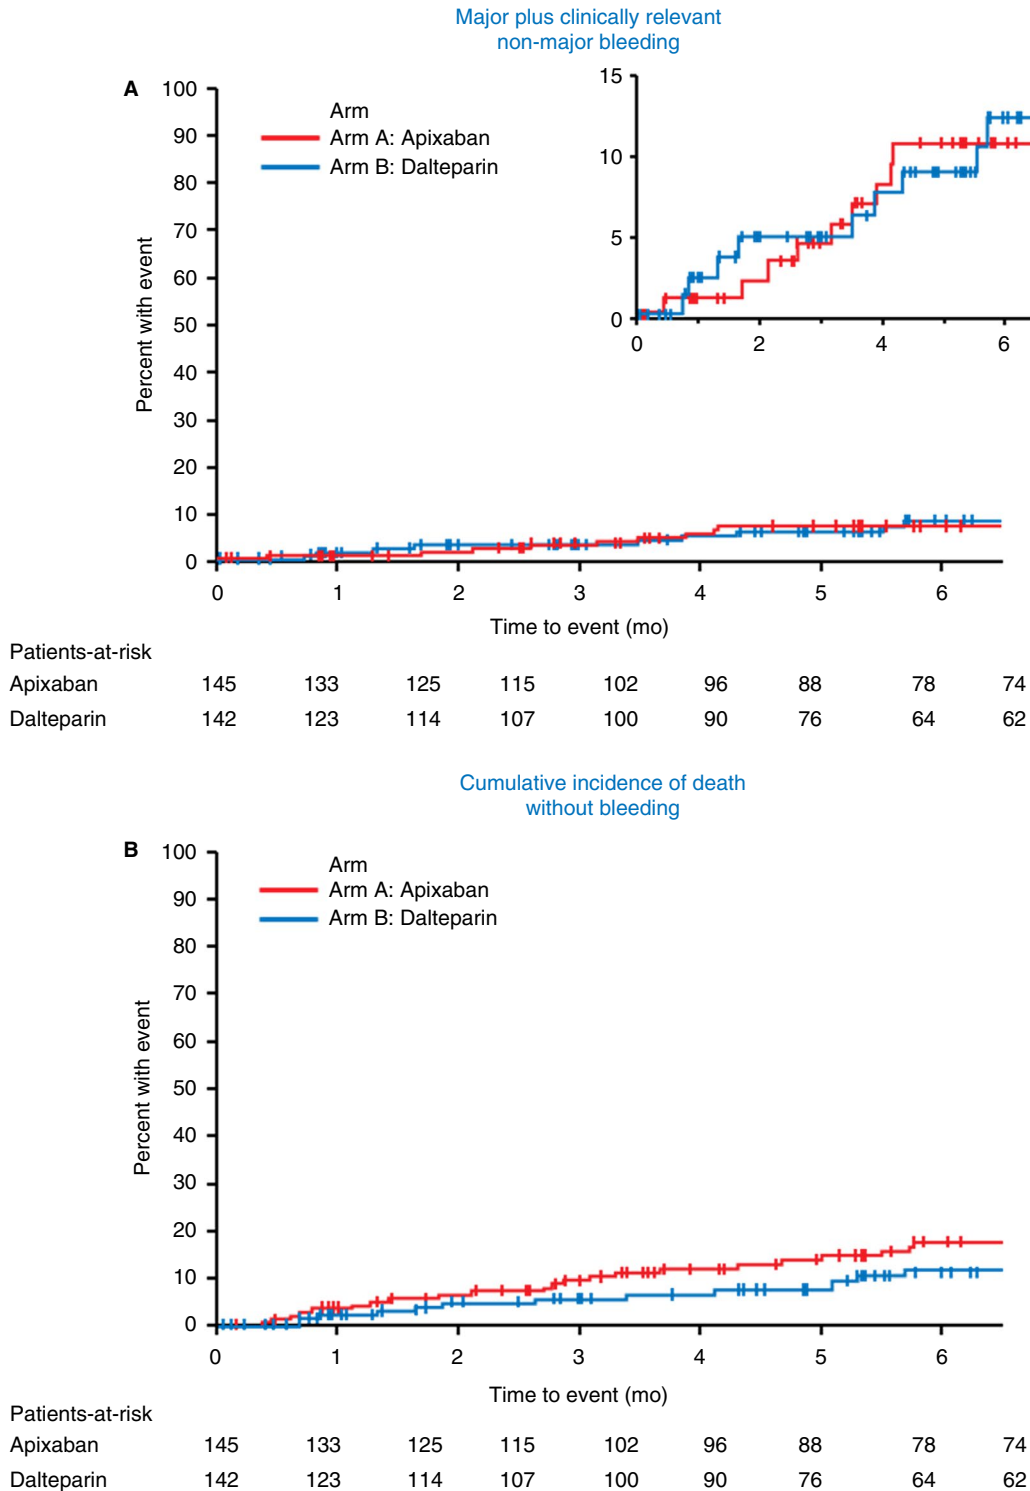 Major plus clinically relevant
non-major bleeding
A
Percent with event
100
90
80
70
60
50
40
30
20
10
0
Arm
Arm A: Apixaban
Arm B: Dalteparin
15
10
5
0
0 2 4 6
0 1 2 3 4 5 6
Time to event (mo)
Patients-at-risk
Apixaban 145 133 125 115 102 96 88 78 74
Dalteparin 142 123 114 107 100 90 76 64 62
Cumulative incidence of death
without bleeding
B
Percent with event
100
90
80
70
60
50
40
30
20
10
0
Arm
Arm A: Apixaban
Arm B: Dalteparin
0 1 2 3 4 5 6
Time to event (mo)
Patients-at-risk
Apixaban 145 133 125 115 102 96 88 78 74
Dalteparin 142 123 114 107 100 90 76 64 62